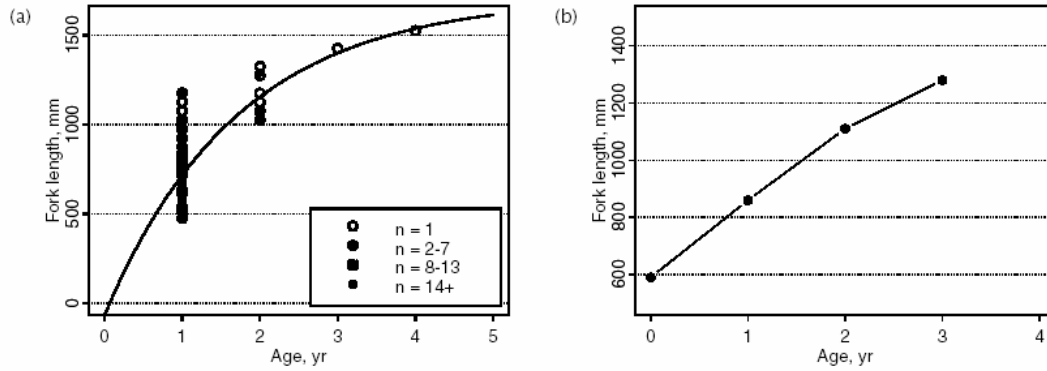 (a)
Fork length, mm
1500
1000
500
0
0 1 2 3 4 5
Age, yr
n = 1
n = 2-7
n = 8-13
n = 14+
(b)
Fork length, mm
1400
1200
1000
800
600
0 1 2 3 4
Age, yr